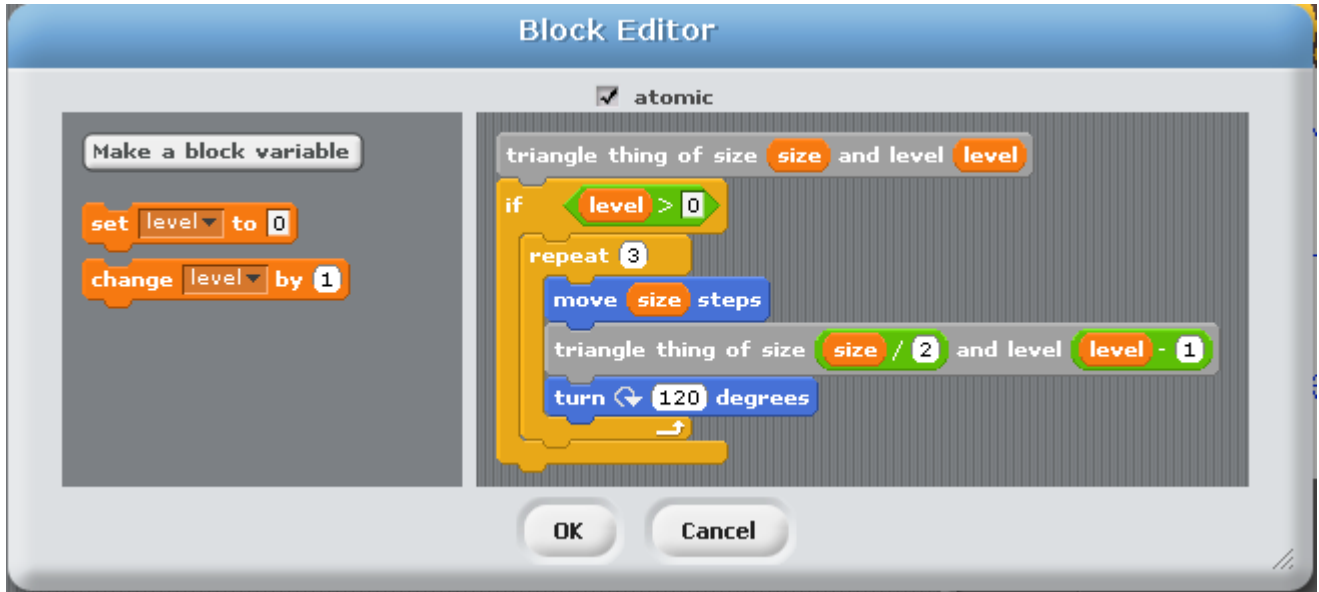 Block Editor
atomic
Make a block variable
set level to 0
change level by 1
triangle thing of size size and level level
if level > 0
repeat 3
move size steps
triangle thing of size size / 2 and level level - 1
turn 120 degrees
OK Cancel